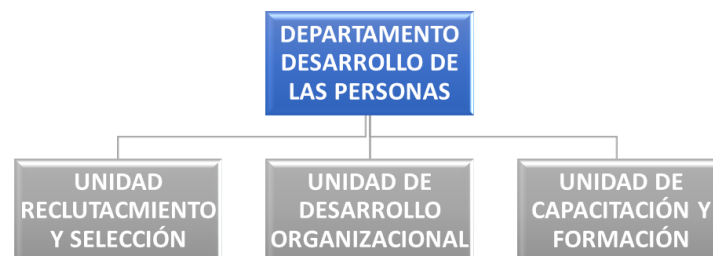 DEPARTAMENTO
DESARROLLO DE
LAS PERSONAS
UNIDAD
RECLUTACMIENTO
Y SELECCIÓN
UNIDAD DE
DESARROLLO
ORGANIZACIONAL
UNIDAD DE
CAPACITACIÓN Y
FORMACIÓN